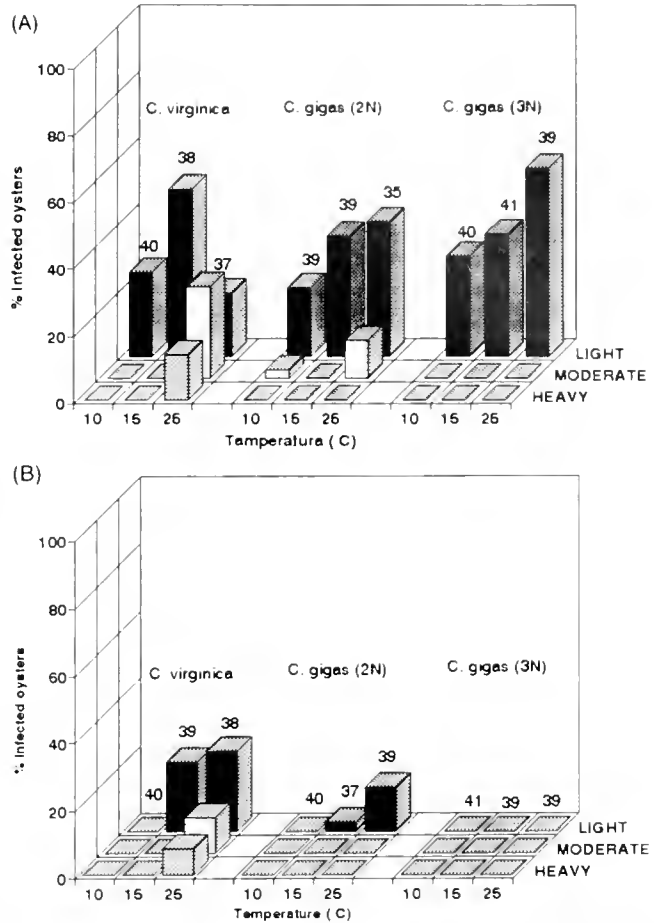 (A)
100
80
60
40
20
0
% Infected oysters
C. virginica
C. gigas (2N)
C. gigas (3N)
40
38
37
39
39
35
40
41
39
LIGHT
MODERATE
HEAVY
10 15 25
10 15 25
10 15 25
Tamperatura ( C)
(B)
100
80
60
40
20
0
% Infected oysters
C. virginica
C. gigas (2N)
C. gigas (3N)
40
39
38
40
37
39
41
39
39
LIGHT
MODERATE
HEAVY
10 15 25
10 15 25
10 15 25
Temperature ( C)